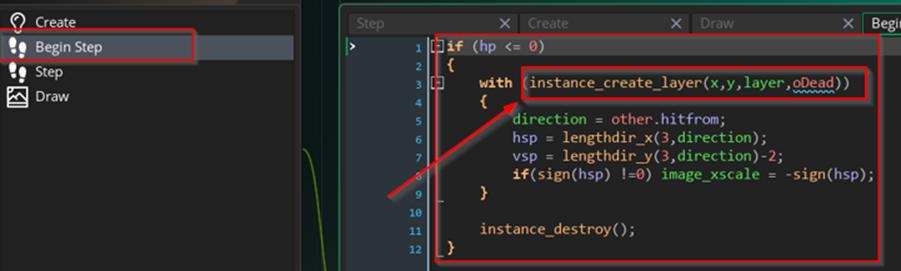 Create
Begin Step
Step
Draw
Step
Create
Draw
Begin
1 if (hp <= 0)
2 {
3 with (instance_create_layer(x,y,layer,oDead))
4 {
5 direction = other.hitfrom;
6 hsp = lengthdir_x(3,direction);
7 vsp = lengthdir_y(3,direction)-2;
8 if(sign(hsp) !=0) image_xscale = -sign(hsp);
9 }
10
11 instance_destroy();
12 }